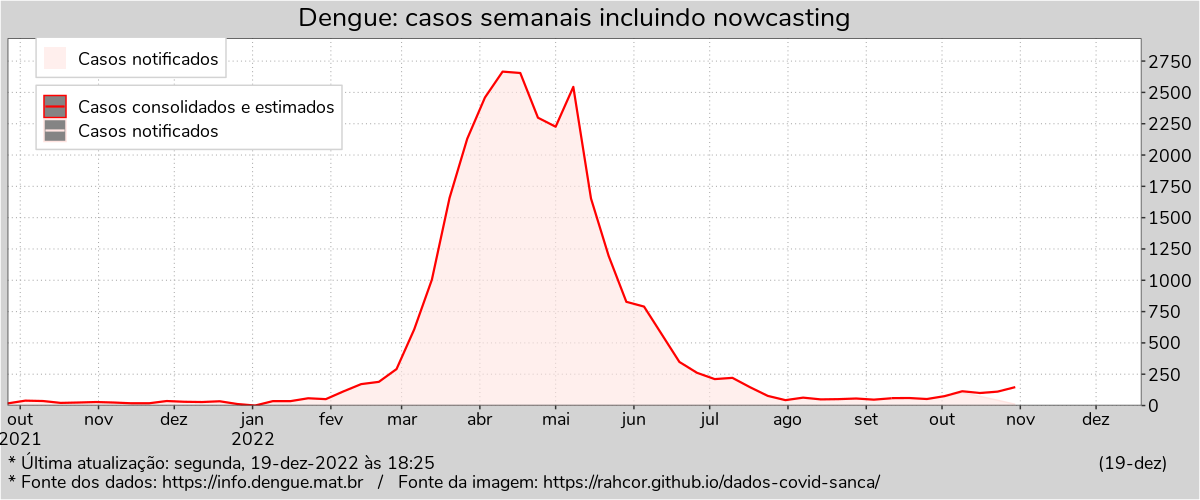 Dengue: casos semanais incluindo nowcasting
Casos notificados
Casos consolidados e estimados
Casos notificados
2750
2500
2250
2000
1750
1500
1250
1000
750
500
250
0
out nov dez jan fev mar abr mai jun jul ago set out nov dez
2021 2022
* Última atualização: segunda, 19-dez-2022 às 18:25 (19-dez)
* Fonte dos dados: https://info.dengue.mat.br / Fonte da imagem: https://rahcor.github.io/dados-covid-sanca/